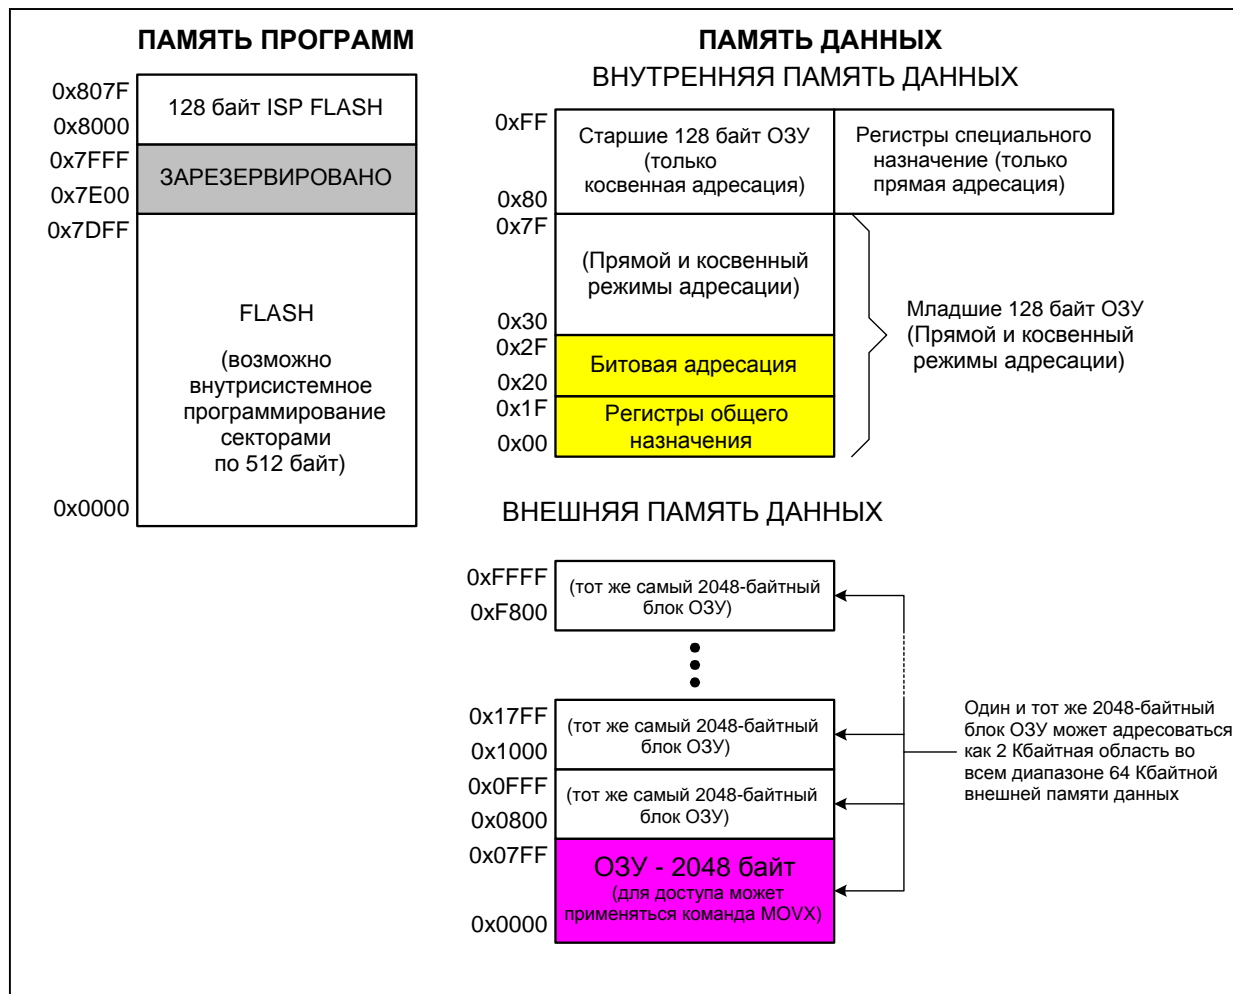 ПАМЯТЬ ПРОГРАММ
0x807F
128 байт ISP FLASH
0x8000
0x7FFF
ЗАРЕЗЕРВИРОВАНО
0x7E00
0x7DFF
FLASH
(возможно
внутрисистемное
программирование
секторами
по 512 байт)
0x0000
ПАМЯТЬ ДАННЫХ
ВНУТРЕННЯЯ ПАМЯТЬ ДАННЫХ
0xFF
Старшие 128 байт ОЗУ
(только
косвенная адресация)
0x80
Регистры специального
назначение (только
прямая адресация)
0x7F
(Прямой и косвенный
режимы адресации)
0x30
0x2F
Битовая адресация
0x20
0x1F
Регистры общего
назначения
0x00
Младшие 128 байт ОЗУ
(Прямой и косвенный
режимы адресации)
ВНЕШНЯЯ ПАМЯТЬ ДАННЫХ
0xFFFF
(тот же самый 2048-байтный
блок ОЗУ)
0xF800
0x17FF
(тот же самый 2048-байтный
блок ОЗУ)
0x1000
0x0FFF
(тот же самый 2048-байтный
блок ОЗУ)
0x0800
0x07FF
ОЗУ - 2048 байт
(для доступа может
применяться команда MOVX)
0x0000
Один и тот же 2048-байтный
блок ОЗУ может адресоваться
как 2 Кбайтная область во
всем диапазоне 64 Кбайтной
внешней памяти данных